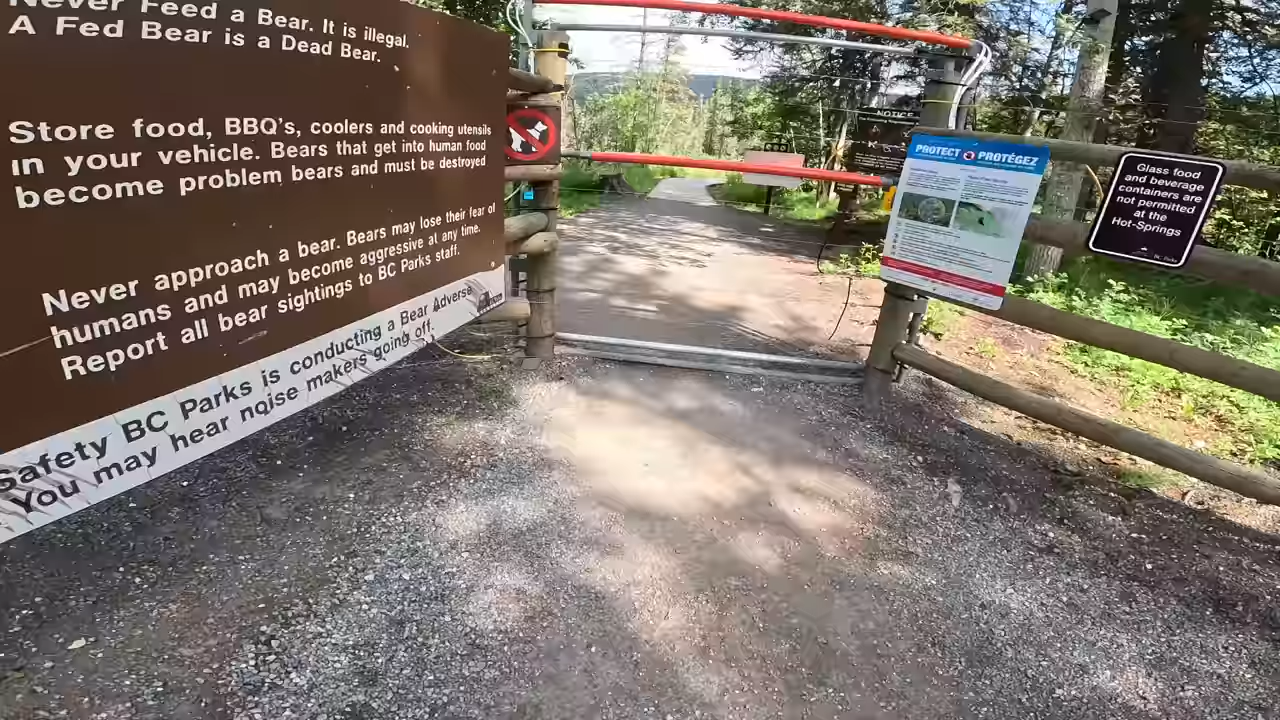 Never Feed a Bear. It is illegal.
A Fed Bear is a Dead Bear.
Store food, BBQ's, coolers and cooking utensils
in your vehicle. Bears that get into human food
become problem bears and must be destroyed
Never approach a bear. Bears may lose their fear of
humans and may become aggressive at any time.
Report all bear sightings to BC Parks staff.
Safety BC Parks is conducting a Bear Adverse
You may hear noise makers going off.
NOTICE
PROTECT PROTÉGEZ
Glass food
and beverage
containers are
not permitted
at the
Hot-Springs
BC Parks